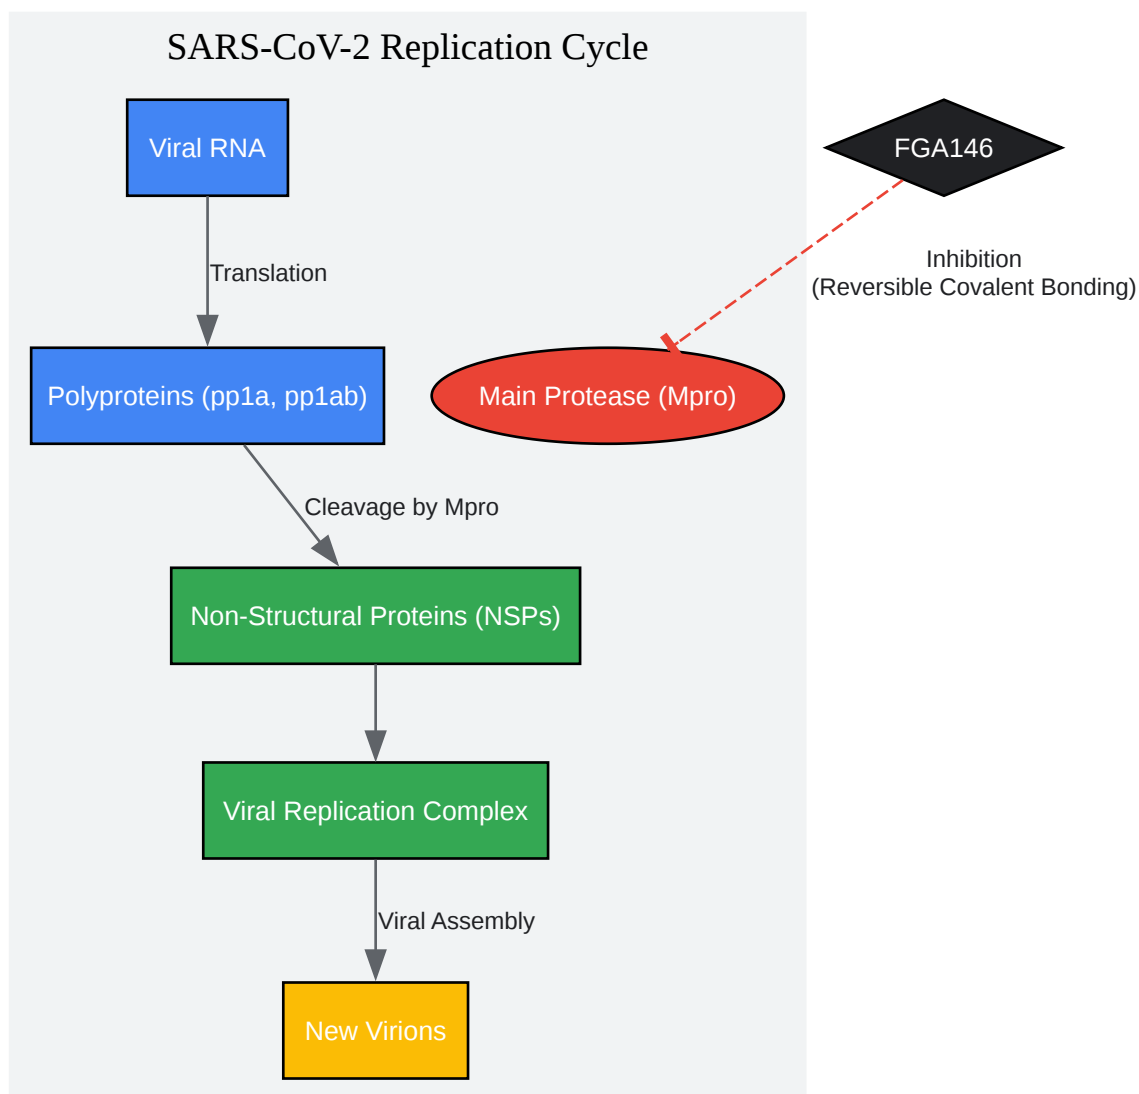 SARS-CoV-2 Replication Cycle
Viral RNA
FGA146
Translation
Inhibition
(Reversible Covalent Bonding)
Polyproteins (pp1a, pp1ab)
Main Protease (Mpro)
Cleavage by Mpro
Non-Structural Proteins (NSPs)
Viral Replication Complex
Viral Assembly
New Virions